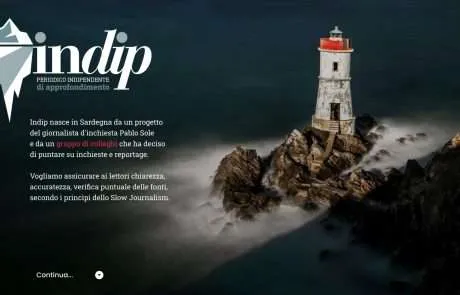 indip
PERIODICO INDIPENDENTE
di approfondimento
Indip nasce in Sardegna da un progetto
del giornalista d'inchiesta Pablo Sole
e da un gruppo di colleghi che ha deciso
di puntare su inchieste e reportage.
Vogliamo assicurare ai lettori chiarezza,
accuratezza, verifica puntuale delle fonti,
secondo i principi dello Slow Journalism.
Continua...